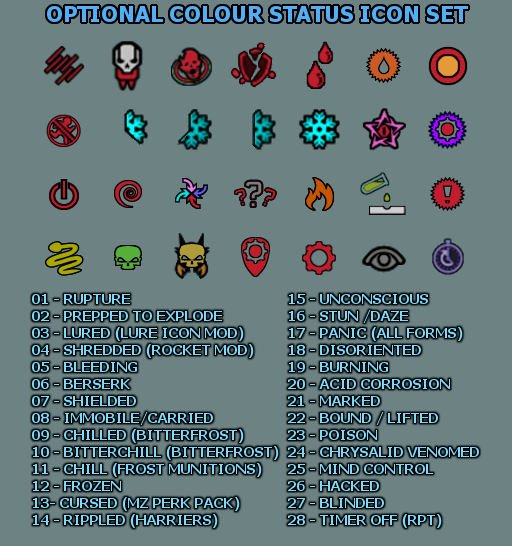 OPTIONAL COLOUR STATUS ICON SET
01 - RUPTURE
02 - PREPPED TO EXPLODE
03 - LURED (LURE ICON MOD)
04 - SHREDDED (ROCKET MOD)
05 - BLEEDING
06 - BERSERK
07 - SHIELDED
08 - IMMOBILE/CARRIED
09 - CHILLED (BITTERFROST)
10 - BITTERCHILL (BITTERFROST)
11 - CHILL (FROST MUNITIONS)
12 - FROZEN
13- CURSED (MZ PERK PACK)
14 - RIPPLED (HARRIERS)
15 - UNCONSCIOUS
16 - STUN /DAZE
17 - PANIC (ALL FORMS)
18 - DISORIENTED
19 - BURNING
20 - ACID CORROSION
21 - MARKED
22 - BOUND / LIFTED
23 - POISON
24 - CHRYSALID VENOMED
25 - MIND CONTROL
26 - HACKED
27 - BLINDED
28 - TIMER OFF (RPT)